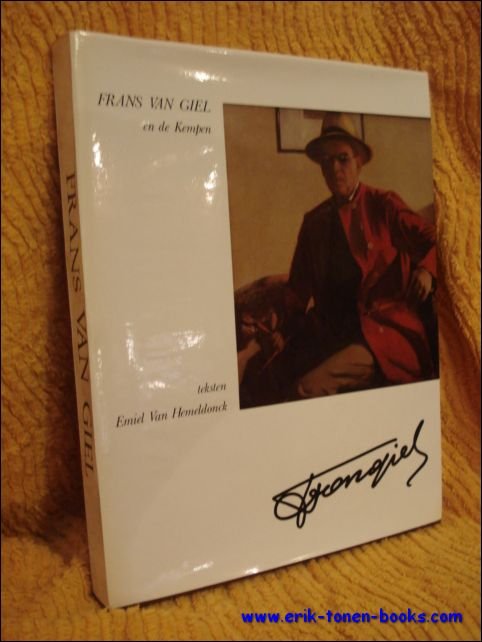 FRANS VAN GIEL
en de Kempen
teksten
Emiel Van Hemeldonck
FRANS VAN GIEL
www.erik-tonen-books.com